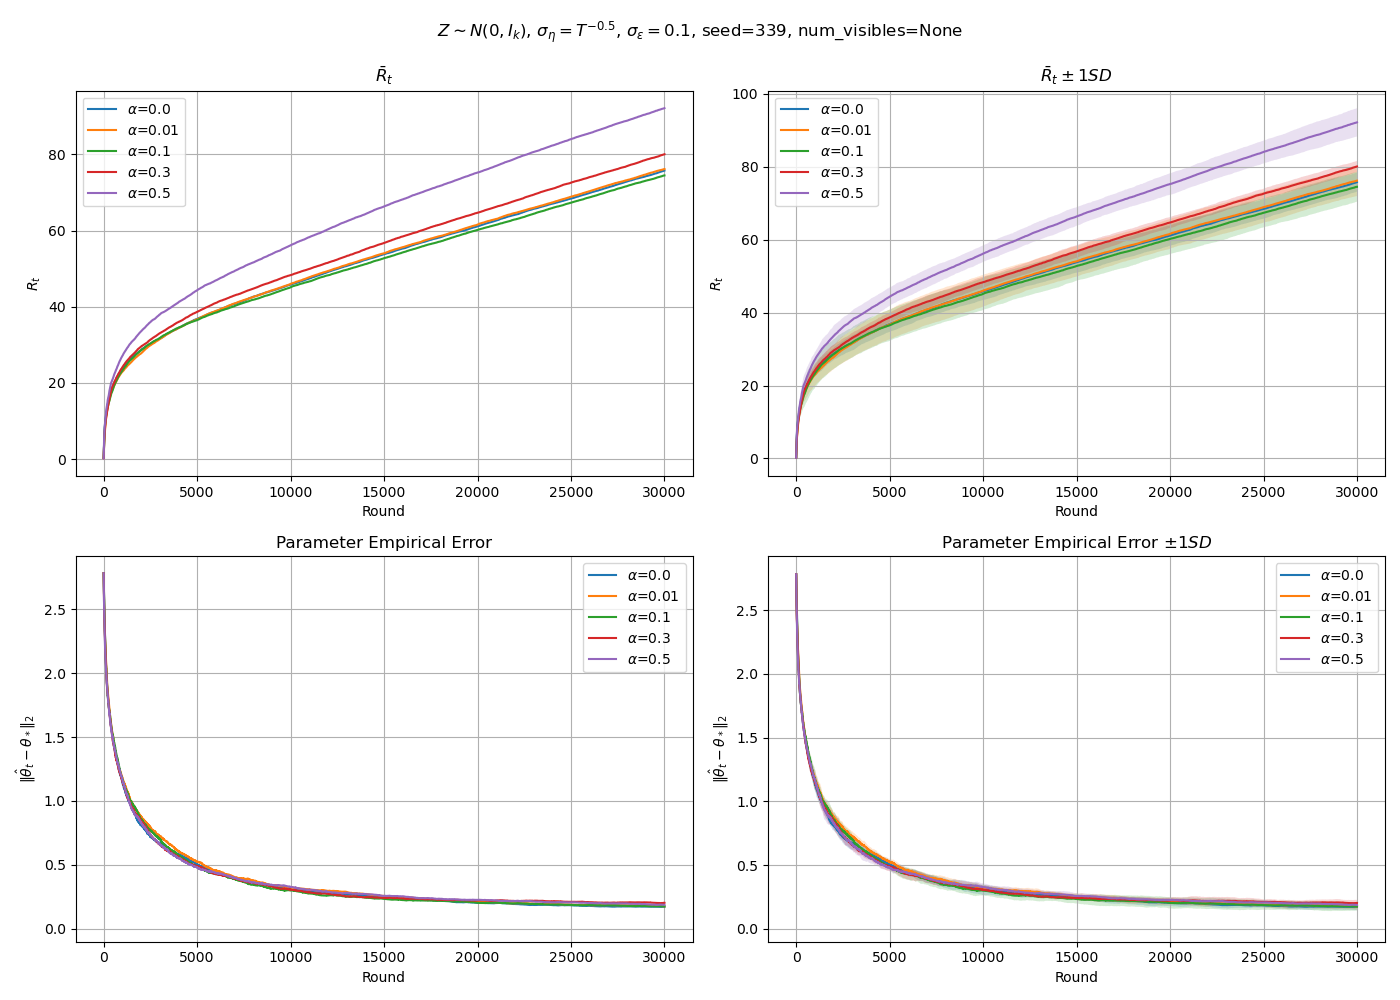 Z ∼ N(0, I_k), σ_η = T^{−0.5}, σ_ε = 0.1, seed=339, num_visibles=None
R̄_t
R̄_t ± 1SD
α=0.0
α=0.01
α=0.1
α=0.3
α=0.5
α=0.0
α=0.01
α=0.1
α=0.3
α=0.5
R_t
80
60
40
20
0
0 5000 10000 15000 20000 25000 30000
Round
R_t
100
80
60
40
20
0
0 5000 10000 15000 20000 25000 30000
Round
Parameter Empirical Error
Parameter Empirical Error ±1SD
α=0.0
α=0.01
α=0.1
α=0.3
α=0.5
α=0.0
α=0.01
α=0.1
α=0.3
α=0.5
‖θ̂_t − θ_*‖_2
2.5
2.0
1.5
1.0
0.5
0.0
0 5000 10000 15000 20000 25000 30000
Round
‖θ̂_t − θ_*‖_2
2.5
2.0
1.5
1.0
0.5
0.0
0 5000 10000 15000 20000 25000 30000
Round